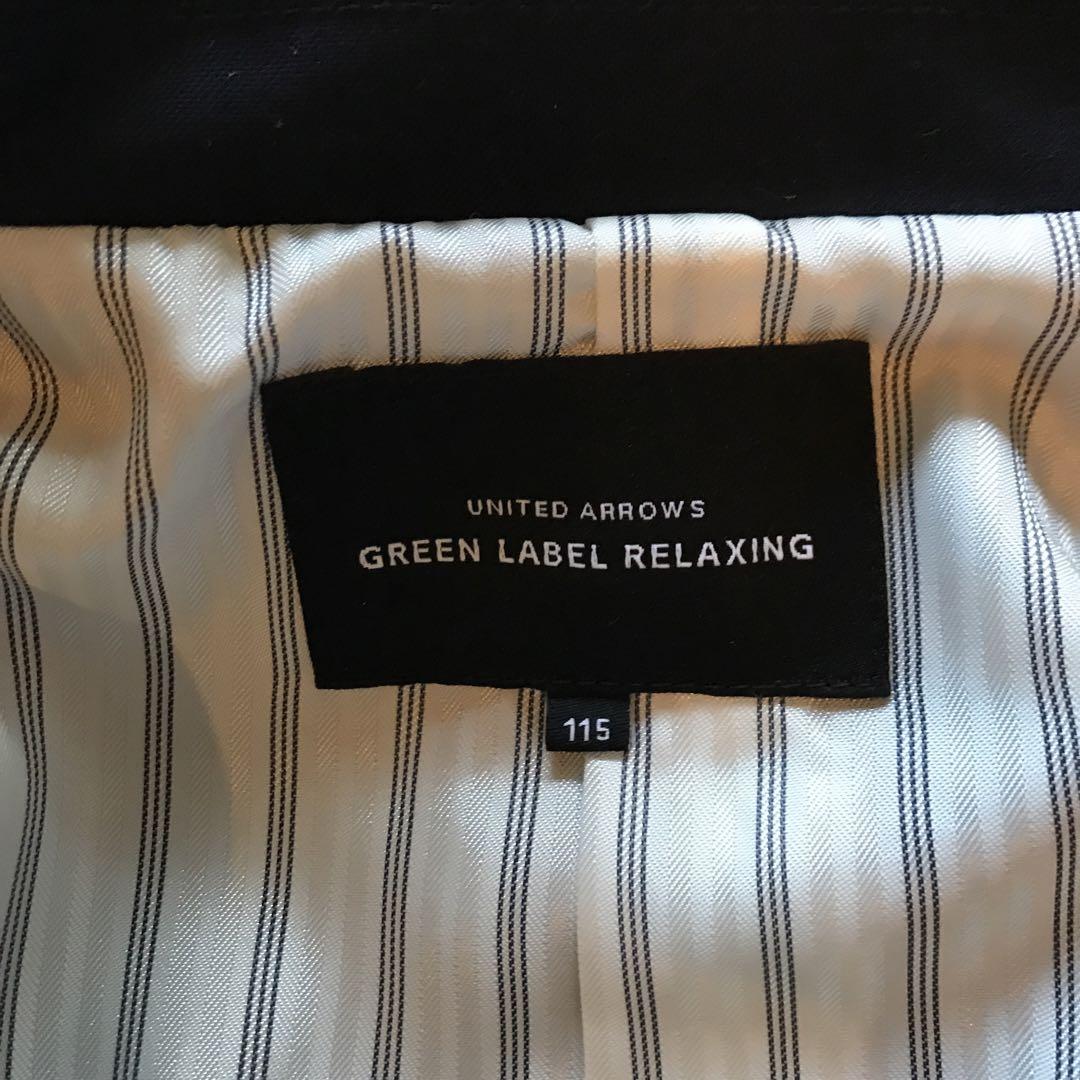 UNITED ARROWS
GREEN LABEL RELAXING
115